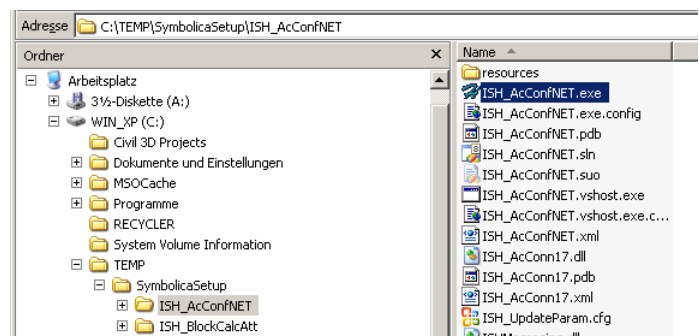 Adresse C:\TEMP\SymbolicaSetup\ISH_AcConfNET
Ordner
Arbeitsplatz
3½-Diskette (A:)
WIN_XP (C:)
Civil 3D Projects
Dokumente und Einstellungen
MSOCache
Programme
RECYCLER
System Volume Information
TEMP
SymbolicaSetup
ISH_AcConfNET
ISH_BlockCalcAtt
Name
resources
ISH_AcConfNET.exe
ISH_AcConfNET.exe.config
ISH_AcConfNET.pdb
ISH_AcConfNET.sln
ISH_AcConfNET.suo
ISH_AcConfNET.vshost.exe
ISH_AcConfNET.vshost.exe.c...
ISH_AcConfNET.xml
ISH_AcConn17.dll
ISH_AcConn17.pdb
ISH_AcConn17.xml
ISH_UpdateParam.cfg